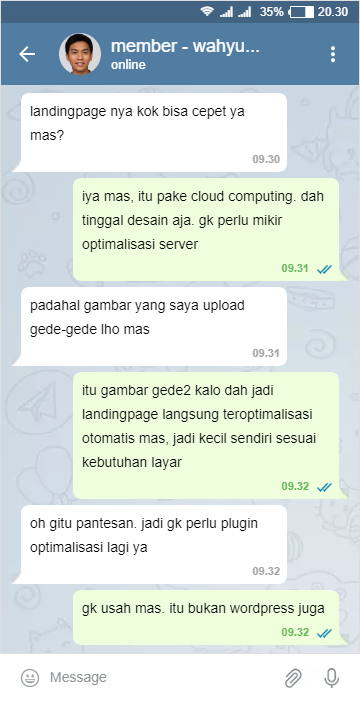 35% 20.30
member - wahyu...
online
landingpage nya kok bisa cepet ya
mas?
09.30
iya mas, itu pake cloud computing. dah
tinggal desain aja. gk perlu mikir
optimalisasi server
09.31
padahal gambar yang saya upload
gede-gede lho mas
09.31
itu gambar gede2 kalo dah jadi
landingpage langsung teroptimalisasi
otomatis mas, jadi kecil sendiri sesuai
kebutuhan layar
09.32
oh gitu pantesan. jadi gk perlu plugin
optimalisasi lagi ya
09.32
gk usah mas. itu bukan wordpress juga
09.32
Message